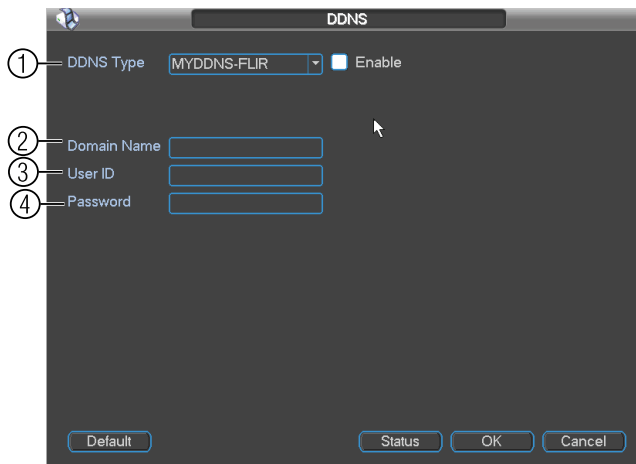 DDNS
1 DDNS Type MYDDNS-FLIR Enable
2 Domain Name
3 User ID
4 Password
Default Status OK Cancel